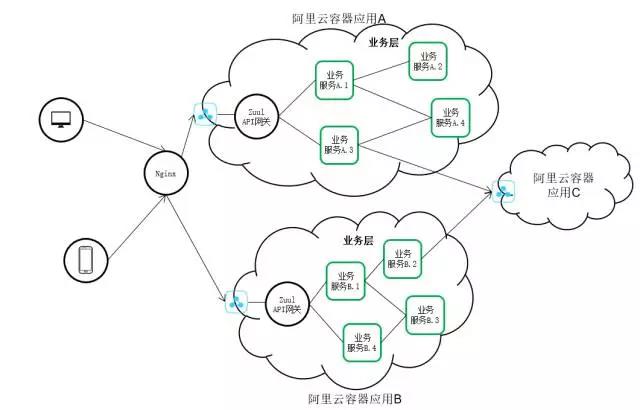 阿里云容器应用A
业务层
业务
服务A.1
业务
服务A.2
Zuul
API网关
业务
服务A.3
业务
服务A.4
Nginx
阿里云容器
应用C
业务层
业务
服务B.1
业务
服务B.2
Zuul
API网关
业务
服务B.3
业务
服务B.4
阿里云容器应用B